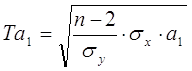 Ta₁ = √((n − 2) / σ_y · σ_x · a₁)